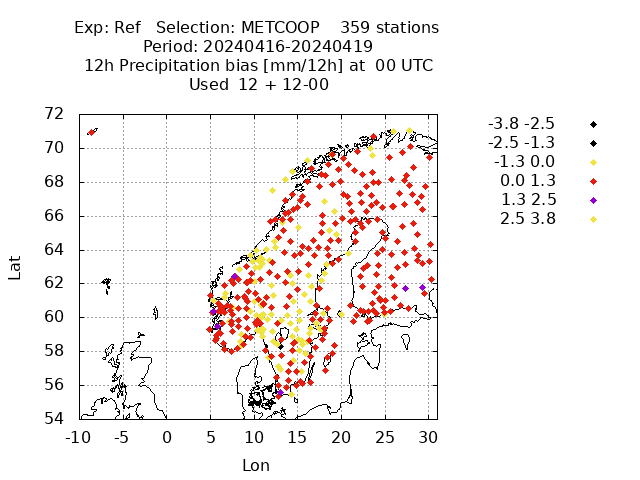 Exp: Ref   Selection: METCOOP    359 stations
Period: 20240416-20240419
12h Precipitation bias [mm/12h] at  00 UTC
Used  12 + 12-00
72
70
68
66
64
62
60
58
56
54
-10 -5 0 5 10 15 20 25 30
Lat
Lon
-3.8 -2.5
-2.5 -1.3
-1.3 0.0
0.0 1.3
1.3 2.5
2.5 3.8